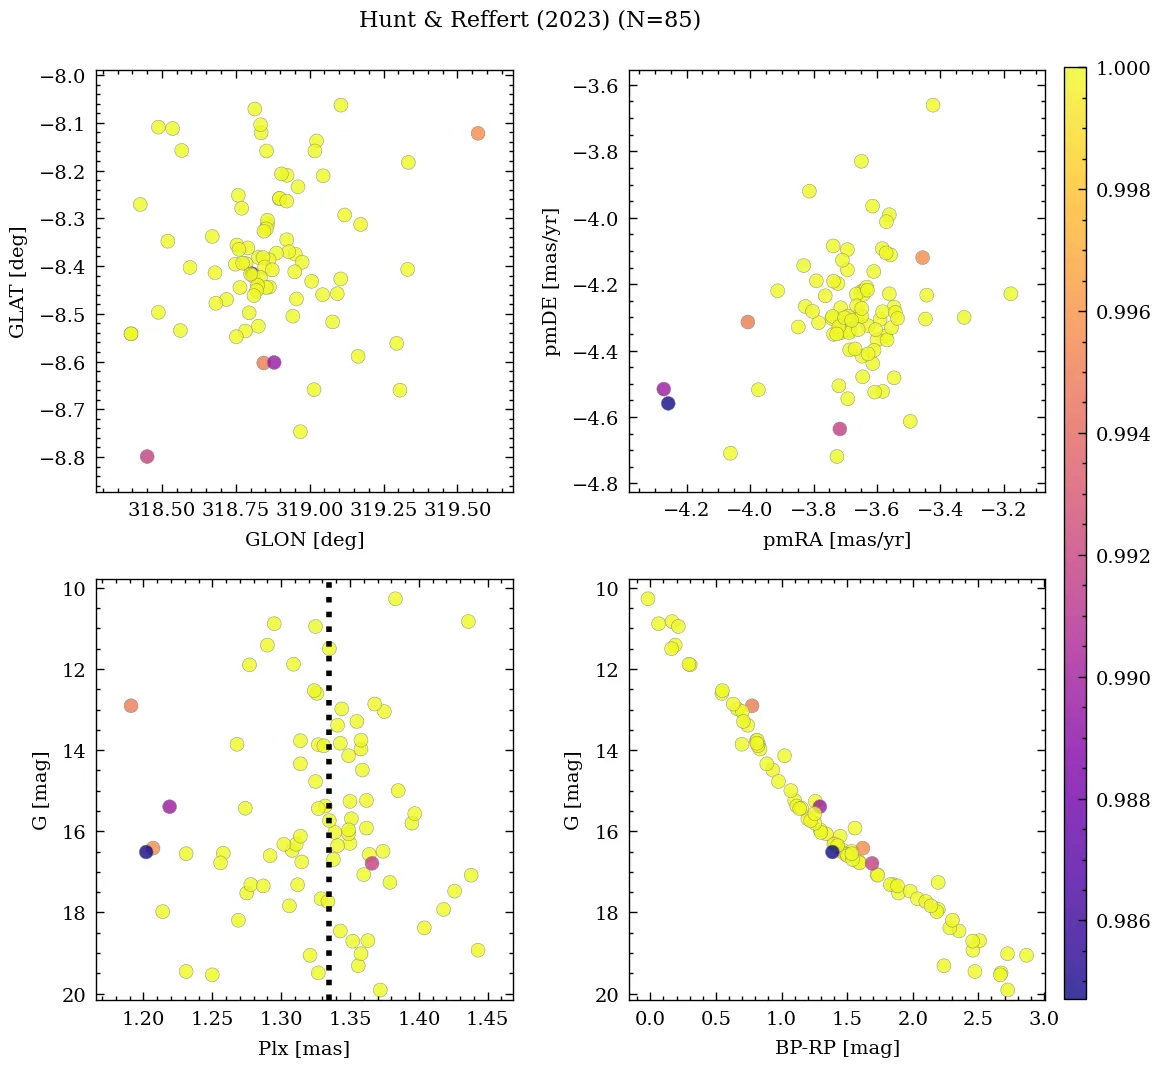 Hunt & Reffert (2023) (N=85)
−8.0
−8.1
−8.2
−8.3
−8.4
−8.5
−8.6
−8.7
−8.8
GLAT [deg]
318.50 318.75 319.00 319.25 319.50
GLON [deg]
−3.6
−3.8
−4.0
−4.2
−4.4
−4.6
−4.8
pmDE [mas/yr]
−4.2 −4.0 −3.8 −3.6 −3.4 −3.2
pmRA [mas/yr]
1.000
0.998
0.996
0.994
0.992
0.990
0.988
0.986
10
12
14
16
18
20
G [mag]
1.20 1.25 1.30 1.35 1.40 1.45
Plx [mas]
10
12
14
16
18
20
G [mag]
0.0 0.5 1.0 1.5 2.0 2.5 3.0
BP-RP [mag]